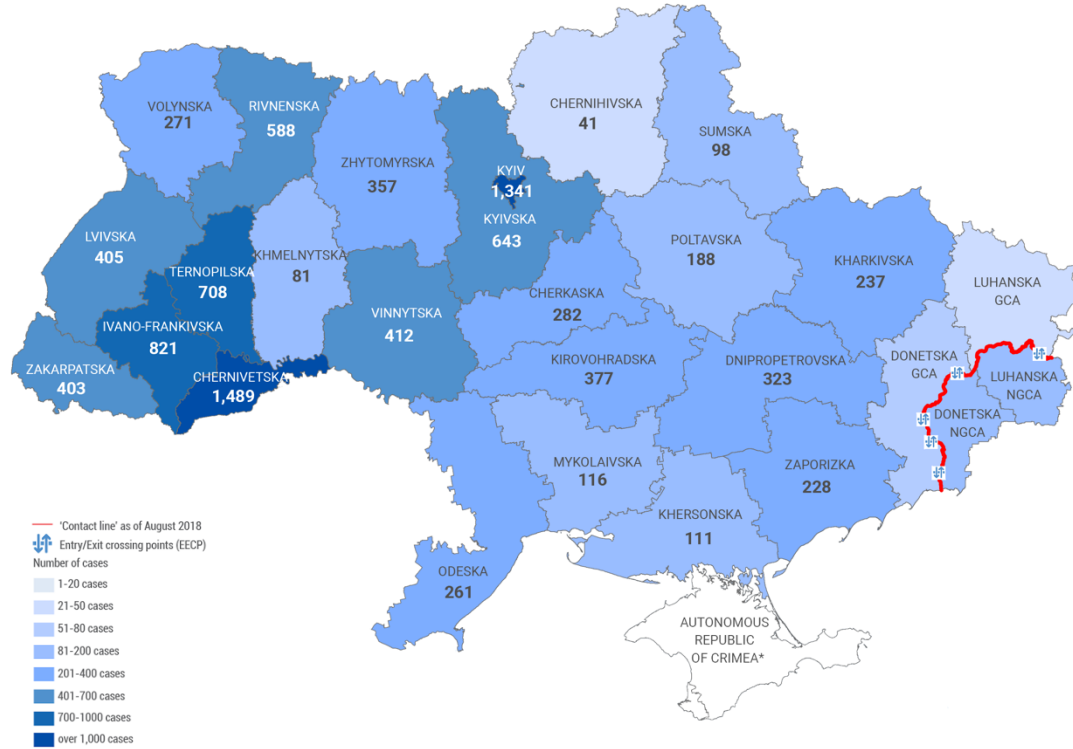 CHERNIHIVSKA
41
VOLYNSKA
271
RIVNENSKA
588
SUMSKA
98
ZHYTOMYRSKA
357
KYIV
1,341
KYIVSKA
643
LVIVSKA
405
TERNOPILSKA
708
KHMELNYTSKA
81
POLTAVSKA
188
KHARKIVSKA
237
LUHANSKA
GCA
CHERKASKA
282
VINNYTSKA
412
IVANO-FRANKIVSKA
821
ZAKARPATSKA
403
CHERNIVETSKA
1,489
KIROVOHRADSKA
377
DNIPROPETROVSKA
323
DONETSKA
GCA
LUHANSKA
NGCA
DONETSKA
NGCA
MYKOLAIVSKA
116
ZAPORIZKA
228
KHERSONSKA
111
ODESKA
261
AUTONOMOUS
REPUBLIC
OF CRIMEA*
'Contact line' as of August 2018
Entry/Exit crossing points (EECP)
Number of cases
1-20 cases
21-50 cases
51-80 cases
81-200 cases
201-400 cases
401-700 cases
700-1000 cases
over 1,000 cases